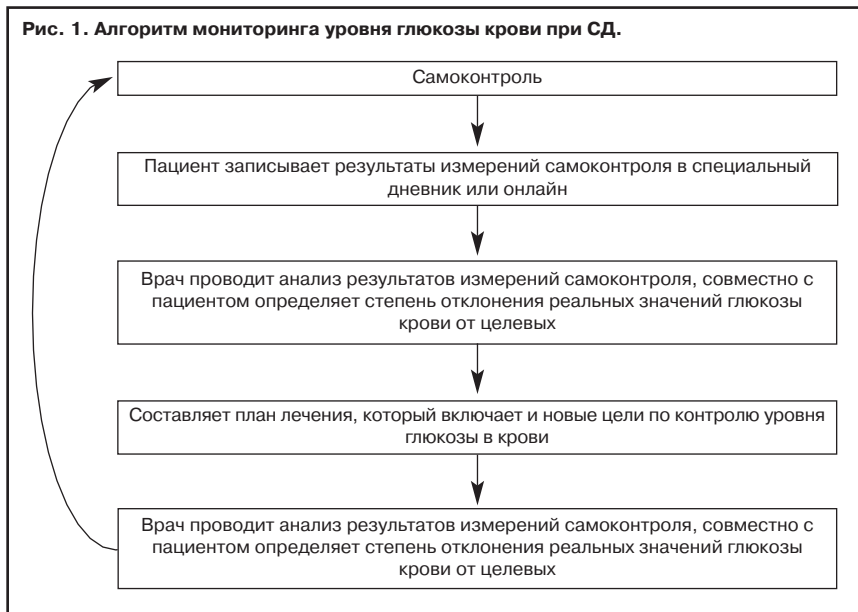 Рис. 1. Алгоритм мониторинга уровня глюкозы крови при СД.
Самоконтроль
Пациент записывает результаты измерений самоконтроля в специальный
дневник или онлайн
Врач проводит анализ результатов измерений самоконтроля, совместно с
пациентом определяет степень отклонения реальных значений глюкозы
крови от целевых
Составляет план лечения, который включает и новые цели по контролю уровня
глюкозы в крови
Врач проводит анализ результатов измерений самоконтроля, совместно с
пациентом определяет степень отклонения реальных значений глюкозы
крови от целевых